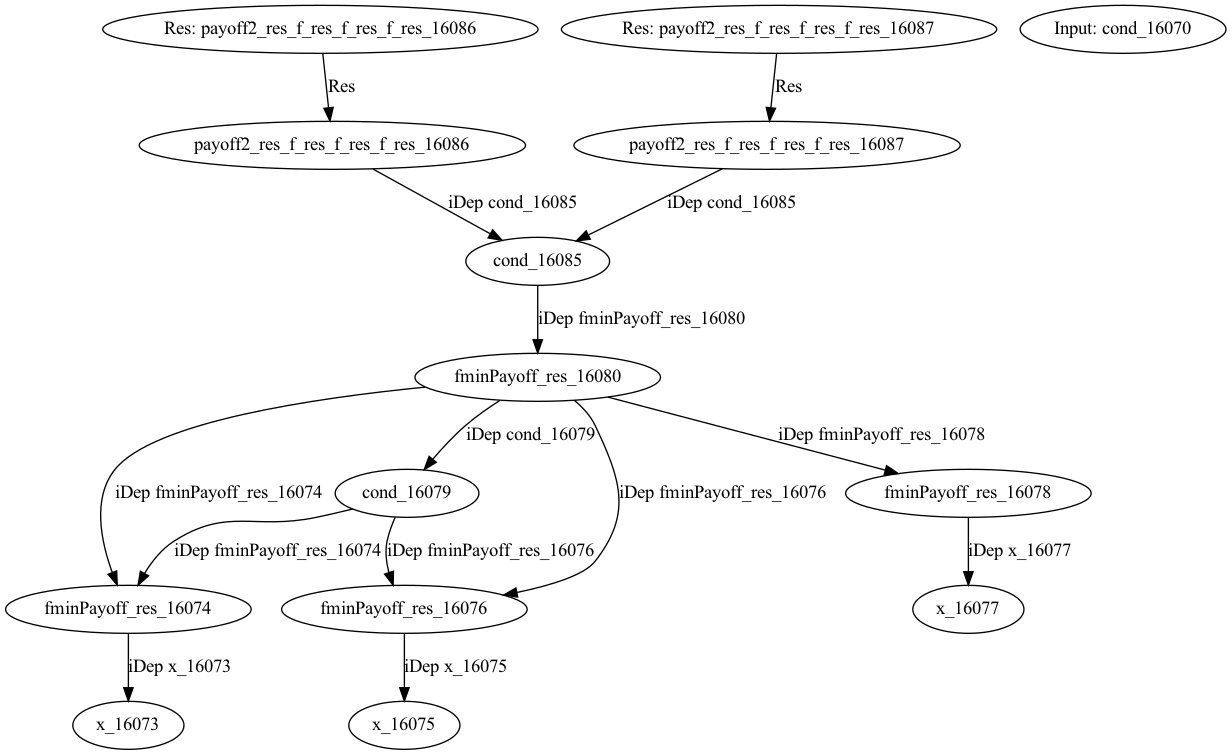 Res: payoff2_res_f_res_f_res_f_res_16086
Res: payoff2_res_f_res_f_res_f_res_16087
Input: cond_16070
Res
Res
payoff2_res_f_res_f_res_f_res_16086
payoff2_res_f_res_f_res_f_res_16087
iDep cond_16085
iDep cond_16085
cond_16085
iDep fminPayoff_res_16080
fminPayoff_res_16080
iDep cond_16079
iDep fminPayoff_res_16078
iDep fminPayoff_res_16074
cond_16079
iDep fminPayoff_res_16076
fminPayoff_res_16078
iDep fminPayoff_res_16074
iDep fminPayoff_res_16076
iDep x_16077
fminPayoff_res_16074
fminPayoff_res_16076
x_16077
iDep x_16073
iDep x_16075
x_16073
x_16075